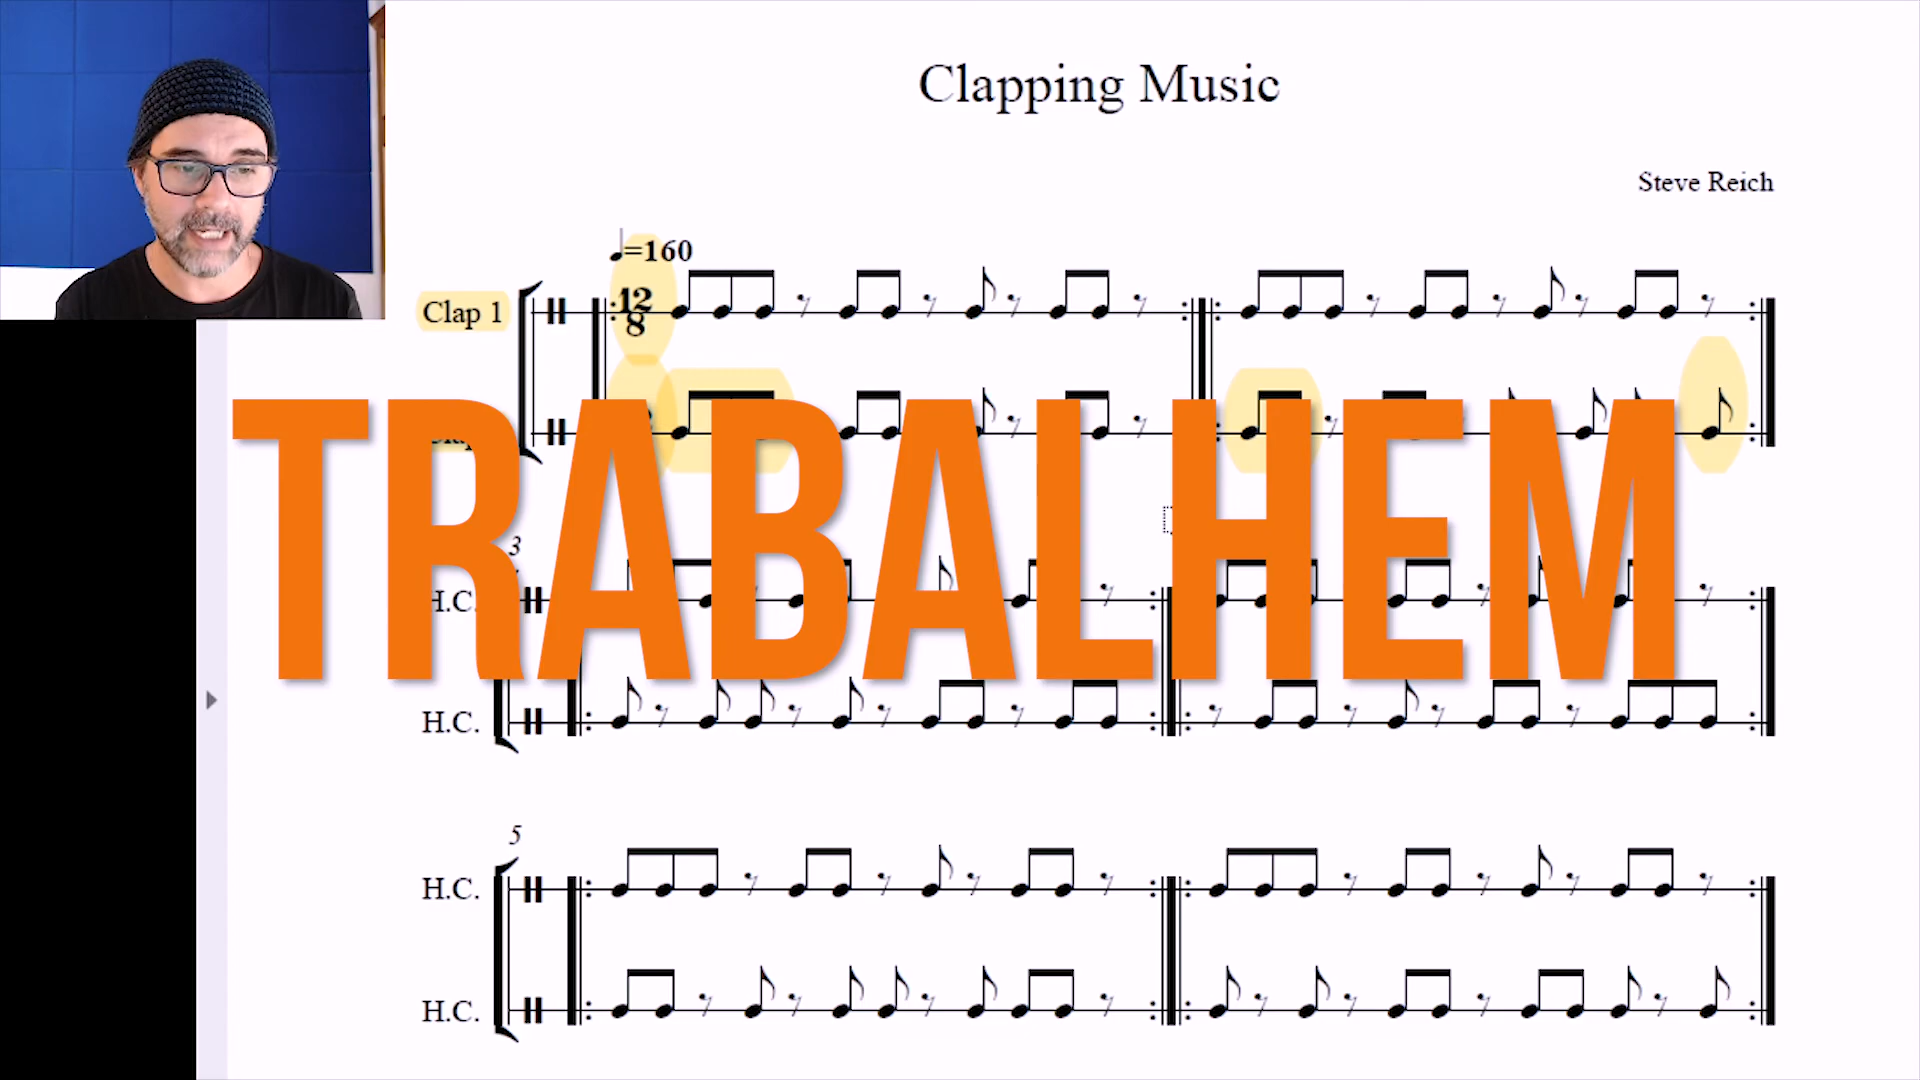 Clapping Music
Steve Reich
=160
Clap 1
12
8
TRABALHEM
3
H.C.
H.C.
5
H.C.
H.C.